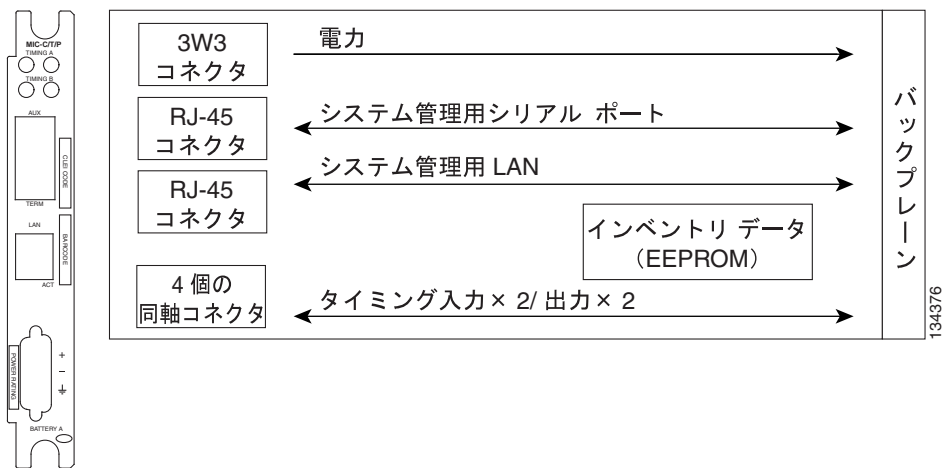 MIC-C/T/P
TIMING A
TIMING B
AUX
CLEI CODE
TERM
LAN
BARCODE
ACT
POWER RATING
+
−
BATTERY A
3W3
コネクタ
電力
RJ-45
コネクタ
システム管理用シリアル ポート
RJ-45
コネクタ
システム管理用 LAN
インベントリ データ
（EEPROM）
4 個の
同軸コネクタ
タイミング入力× 2/ 出力× 2
バックプレーン
134376